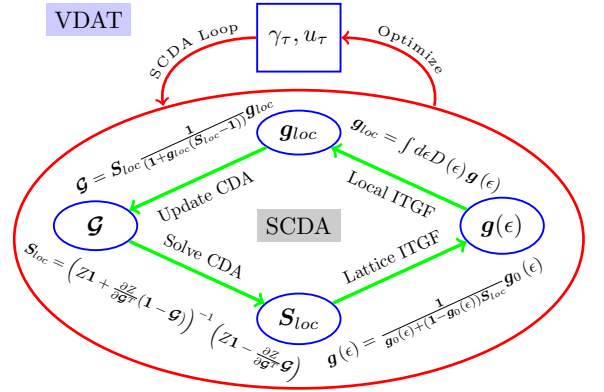 VDAT
γ_τ, u_τ
SCDA Loop
Optimize
g_loc
g_loc = ∫ dϵD (ϵ) g (ϵ)
𝓖 = S_loc 1/(1+g_loc(S_loc−1)) g_loc
Update CDA
Local ITGF
𝓖
SCDA
g(ϵ)
Solve CDA
Lattice ITGF
S_loc
S_loc = (Z1 + ∂Z/∂𝓖^T (1−𝓖))^−1 (Z1 − ∂Z/∂𝓖^T 𝓖)
g (ϵ) = 1/(g_0(ϵ)+(1−g_0(ϵ))S_loc) g_0 (ϵ)